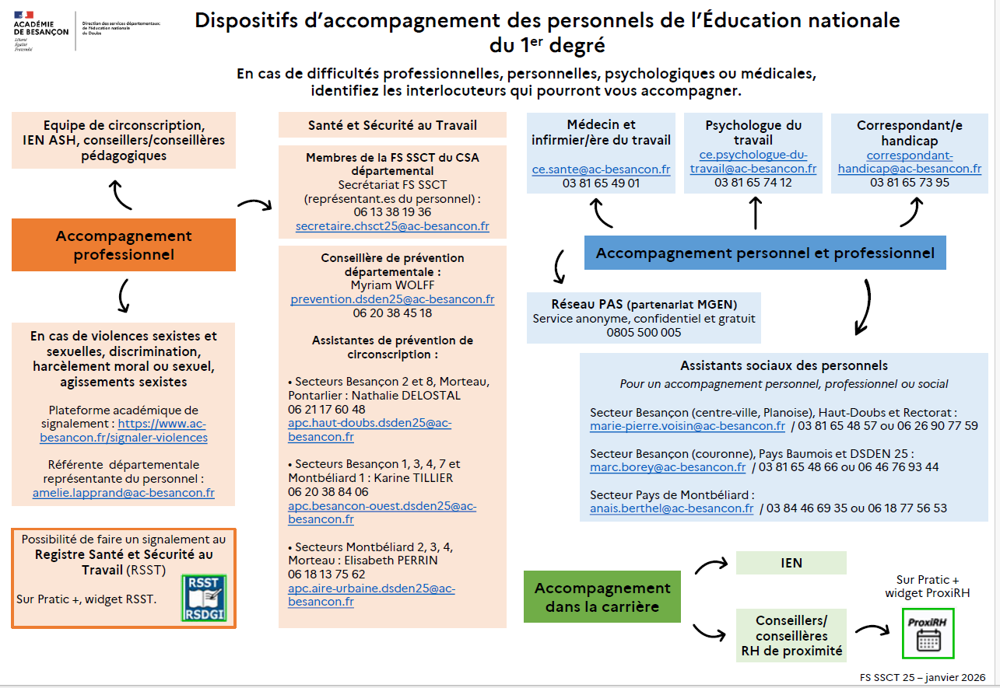 ACADÉMIE
DE BESANÇON
Liberté
Égalité
Fraternité
Direction des services départementaux
de l'éducation nationale
du Doubs
Dispositifs d'accompagnement des personnels de l'Éducation nationale
du 1er degré
En cas de difficultés professionnelles, personnelles, psychologiques ou médicales,
identifiez les interlocuteurs qui pourront vous accompagner.
Equipe de circonscription,
IEN ASH, conseillers/conseillères
pédagogiques
Accompagnement
professionnel
En cas de violences sexistes et
sexuelles, discrimination,
harcèlement moral ou sexuel,
agissements sexistes
Plateforme académique de
signalement : https://www.ac-
besancon.fr/signaler-violences
Référente départementale
représentante du personnel :
amelie.lapprand@ac-besancon.fr
Possibilité de faire un signalement au
Registre Santé et Sécurité au
Travail (RSST)
Sur Pratic +, widget RSST.
RSST
RSDGI
Santé et Sécurité au Travail
Membres de la FS SSCT du CSA
départemental
Secrétariat FS SSCT
(représentant.es du personnel) :
06 13 38 19 36
secretaire.chsct25@ac-besancon.fr
Conseillère de prévention
départementale :
Myriam WOLFF
prevention.dsden25@ac-besancon.fr
06 20 38 45 18
Assistantes de prévention de
circonscription :
• Secteurs Besançon 2 et 8, Morteau,
Pontarlier : Nathalie DELOSTAL
06 21 17 60 48
apc.haut-doubs.dsden25@ac-
besancon.fr
• Secteurs Besançon 1, 3, 4, 7 et
Montbéliard 1 : Karine TILLIER
06 20 38 84 06
apc.besancon-ouest.dsden25@ac-
besancon.fr
• Secteurs Montbéliard 2, 3, 4,
Morteau : Elisabeth PERRIN
06 18 13 75 62
apc.aire-urbaine.dsden25@ac-
besancon.fr
Médecin et
infirmier/ère du travail
ce.sante@ac-besancon.fr
03 81 65 49 01
Psychologue du
travail
ce.psychologue-du-
travail@ac-besancon.fr
03 81 65 74 12
Correspondant/e
handicap
correspondant-
handicap@ac-besancon.fr
03 81 65 73 95
Accompagnement personnel et professionnel
Réseau PAS (partenariat MGEN)
Service anonyme, confidentiel et gratuit
0805 500 005
Assistants sociaux des personnels
Pour un accompagnement personnel, professionnel ou social
Secteur Besançon (centre-ville, Planoise), Haut-Doubs et Rectorat :
marie-pierre.voisin@ac-besancon.fr / 03 81 65 48 57 ou 06 26 90 77 59
Secteur Besançon (couronne), Pays Baumois et DSDEN 25 :
marc.borey@ac-besancon.fr / 03 81 65 48 66 ou 06 46 76 93 44
Secteur Pays de Montbéliard :
anais.berthel@ac-besancon.fr / 03 84 46 69 35 ou 06 18 77 56 53
Accompagnement
dans la carrière
IEN
Conseillers/
conseillères
RH de proximité
Sur Pratic +
widget ProxiRH
ProxiRH
FS SSCT 25 – janvier 2026